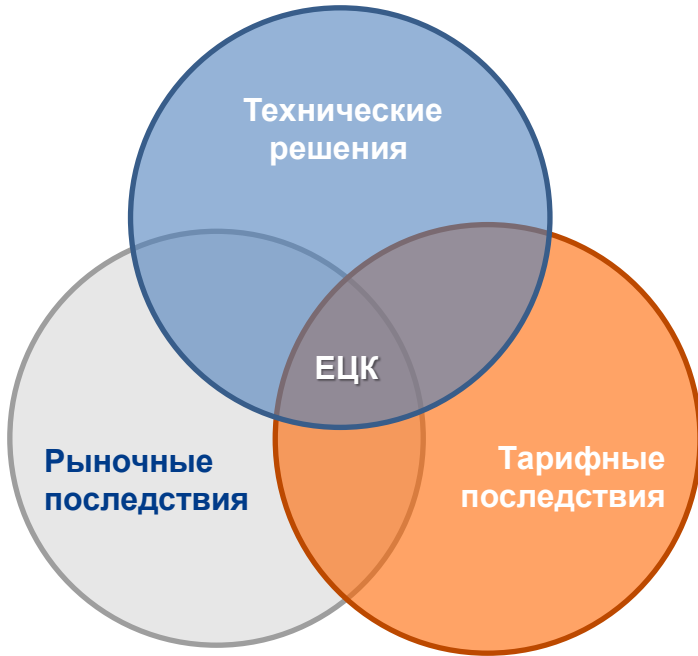 Технические
решения
ЕЦК
Рыночные
последствия
Тарифные
последствия